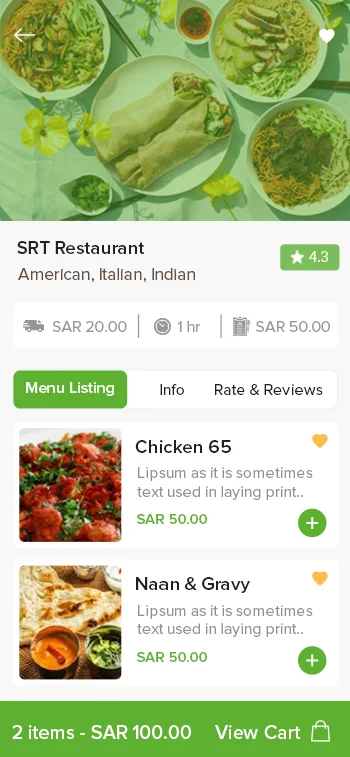 SRT Restaurant
4.3
American, Italian, Indian
SAR 20.00
1 hr
SAR 50.00
Menu Listing
Info
Rate & Reviews
Chicken 65
Lipsum as it is sometimes
text used in laying print..
SAR 50.00
+
Naan & Gravy
Lipsum as it is sometimes
text used in laying print..
SAR 50.00
+
2 items - SAR 100.00
View Cart